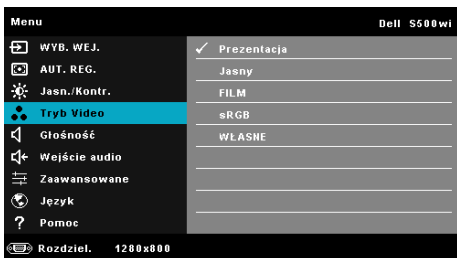 Menu
Dell S500wi
WYB. WEJ.
AUT. REG.
Jasn./Kontr.
Tryb Video
Głośność
Wejście audio
Zaawansowane
Język
? Pomoc
Prezentacja
Jasny
FILM
sRGB
WŁASNE
Rozdziel. 1280x800